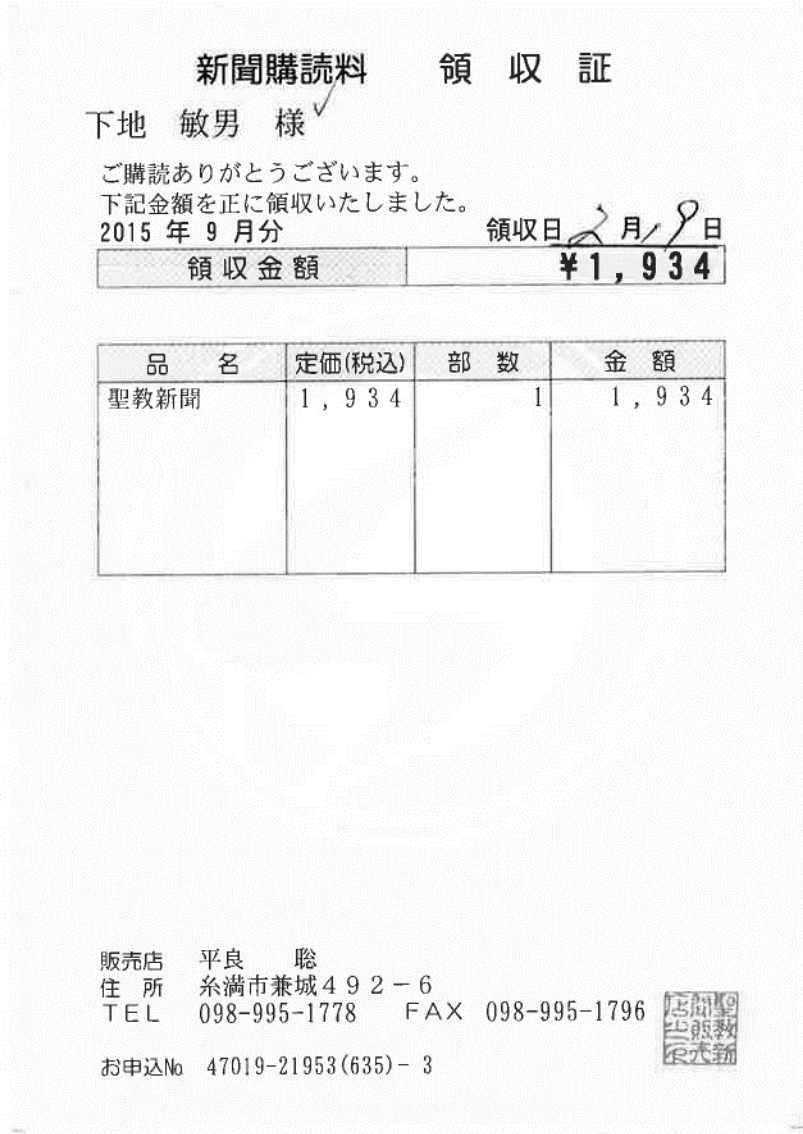 新聞購読料　領収証
下地　敏男　様
ご購読ありがとうございます。
下記金額を正に領収いたしました。
2015 年 9 月分　領収日 2 月 19 日
領収金額　¥1,934
品　名　定価(税込)　部　数　金　額
聖教新聞　1,934　1　1,934
販売店　平良　聡
住　所　糸満市兼城492-6
TEL　098-995-1778　FAX　098-995-1796
お申込No.　47019-21953(635)- 3